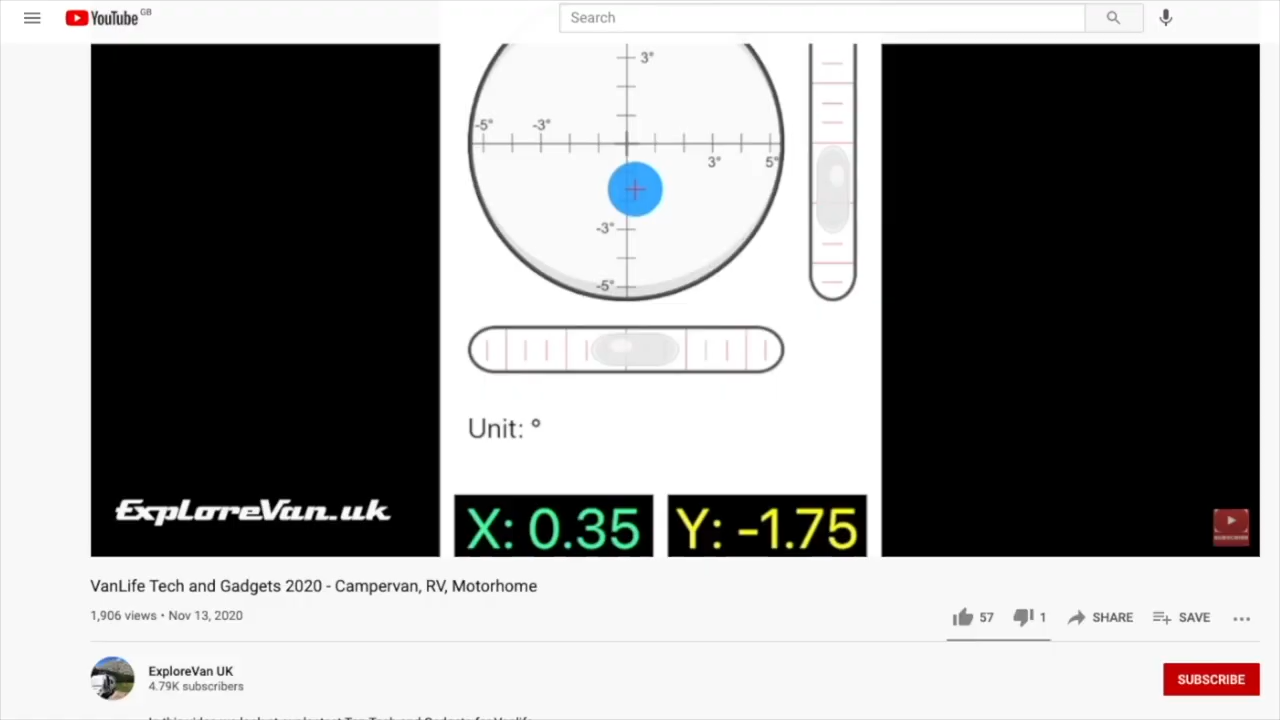 YouTube GB
Search
3°
-5° -3°
3° 5°
-3°
-5°
Unit: °
ExploreVan.uk
X: 0.35 Y: -1.75
SUBSCRIBE
VanLife Tech and Gadgets 2020 - Campervan, RV, Motorhome
1,906 views • Nov 13, 2020
57 1 SHARE SAVE
ExploreVan UK
4.79K subscribers
SUBSCRIBE